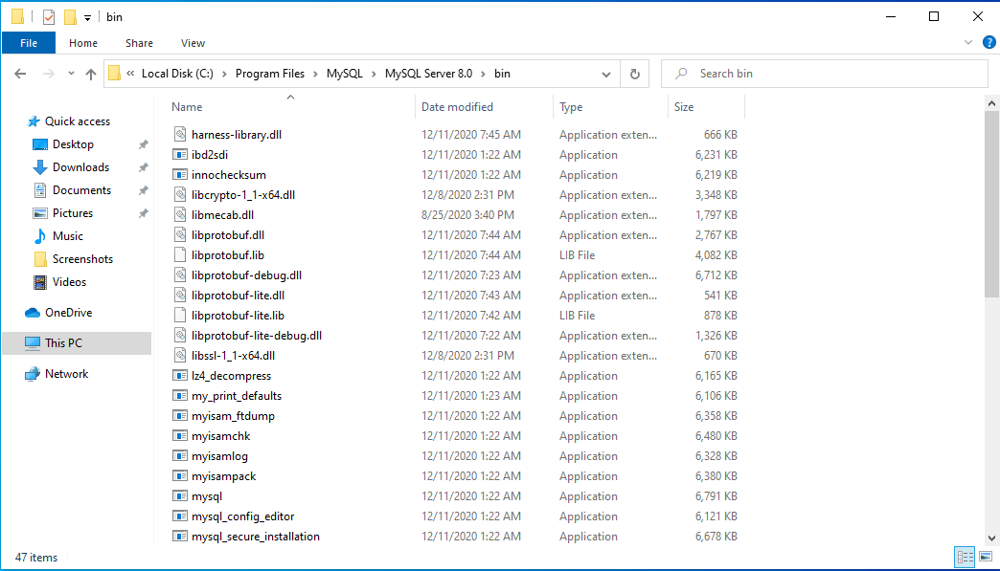 bin
File Home Share View
« Local Disk (C:) > Program Files > MySQL > MySQL Server 8.0 > bin Search bin
Name Date modified Type Size
Quick access
Desktop
Downloads
Documents
Pictures
Music
Screenshots
Videos
OneDrive
This PC
Network
harness-library.dll 12/11/2020 7:45 AM Application exten... 666 KB
ibd2sdi 12/11/2020 1:22 AM Application 6,231 KB
innochecksum 12/11/2020 1:22 AM Application 6,219 KB
libcrypto-1_1-x64.dll 12/8/2020 2:31 PM Application exten... 3,348 KB
libmecab.dll 8/25/2020 3:40 PM Application exten... 1,797 KB
libprotobuf.dll 12/11/2020 7:44 AM Application exten... 2,767 KB
libprotobuf.lib 12/11/2020 7:44 AM LIB File 4,082 KB
libprotobuf-debug.dll 12/11/2020 7:23 AM Application exten... 6,712 KB
libprotobuf-lite.dll 12/11/2020 7:43 AM Application exten... 541 KB
libprotobuf-lite.lib 12/11/2020 7:42 AM LIB File 878 KB
libprotobuf-lite-debug.dll 12/11/2020 7:22 AM Application exten... 1,326 KB
libssl-1_1-x64.dll 12/8/2020 2:31 PM Application exten... 670 KB
lz4_decompress 12/11/2020 1:22 AM Application 6,165 KB
my_print_defaults 12/11/2020 1:23 AM Application 6,106 KB
myisam_ftdump 12/11/2020 1:22 AM Application 6,358 KB
myisamchk 12/11/2020 1:22 AM Application 6,480 KB
myisamlog 12/11/2020 1:22 AM Application 6,328 KB
myisampack 12/11/2020 1:22 AM Application 6,380 KB
mysql 12/11/2020 1:22 AM Application 6,791 KB
mysql_config_editor 12/11/2020 1:22 AM Application 6,121 KB
mysql_secure_installation 12/11/2020 1:22 AM Application 6,678 KB
47 items